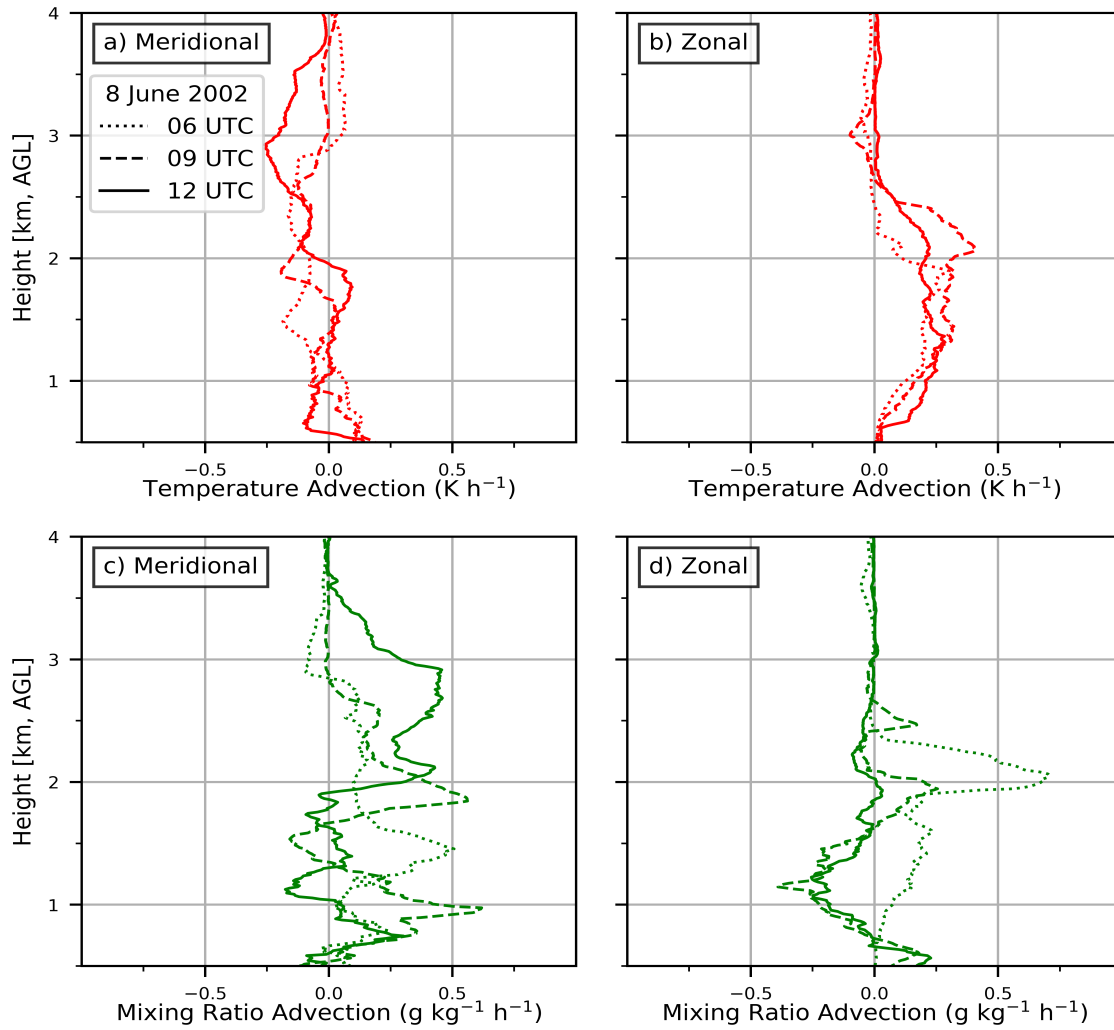 a) Meridional
8 June 2002
06 UTC
09 UTC
12 UTC
4
3
2
1
Height [km, AGL]
−0.5
0.0
0.5
Temperature Advection (K h⁻¹)
b) Zonal
−0.5
0.0
0.5
Temperature Advection (K h⁻¹)
c) Meridional
4
3
2
1
Height [km, AGL]
−0.5
0.0
0.5
Mixing Ratio Advection (g kg⁻¹ h⁻¹)
d) Zonal
−0.5
0.0
0.5
Mixing Ratio Advection (g kg⁻¹ h⁻¹)